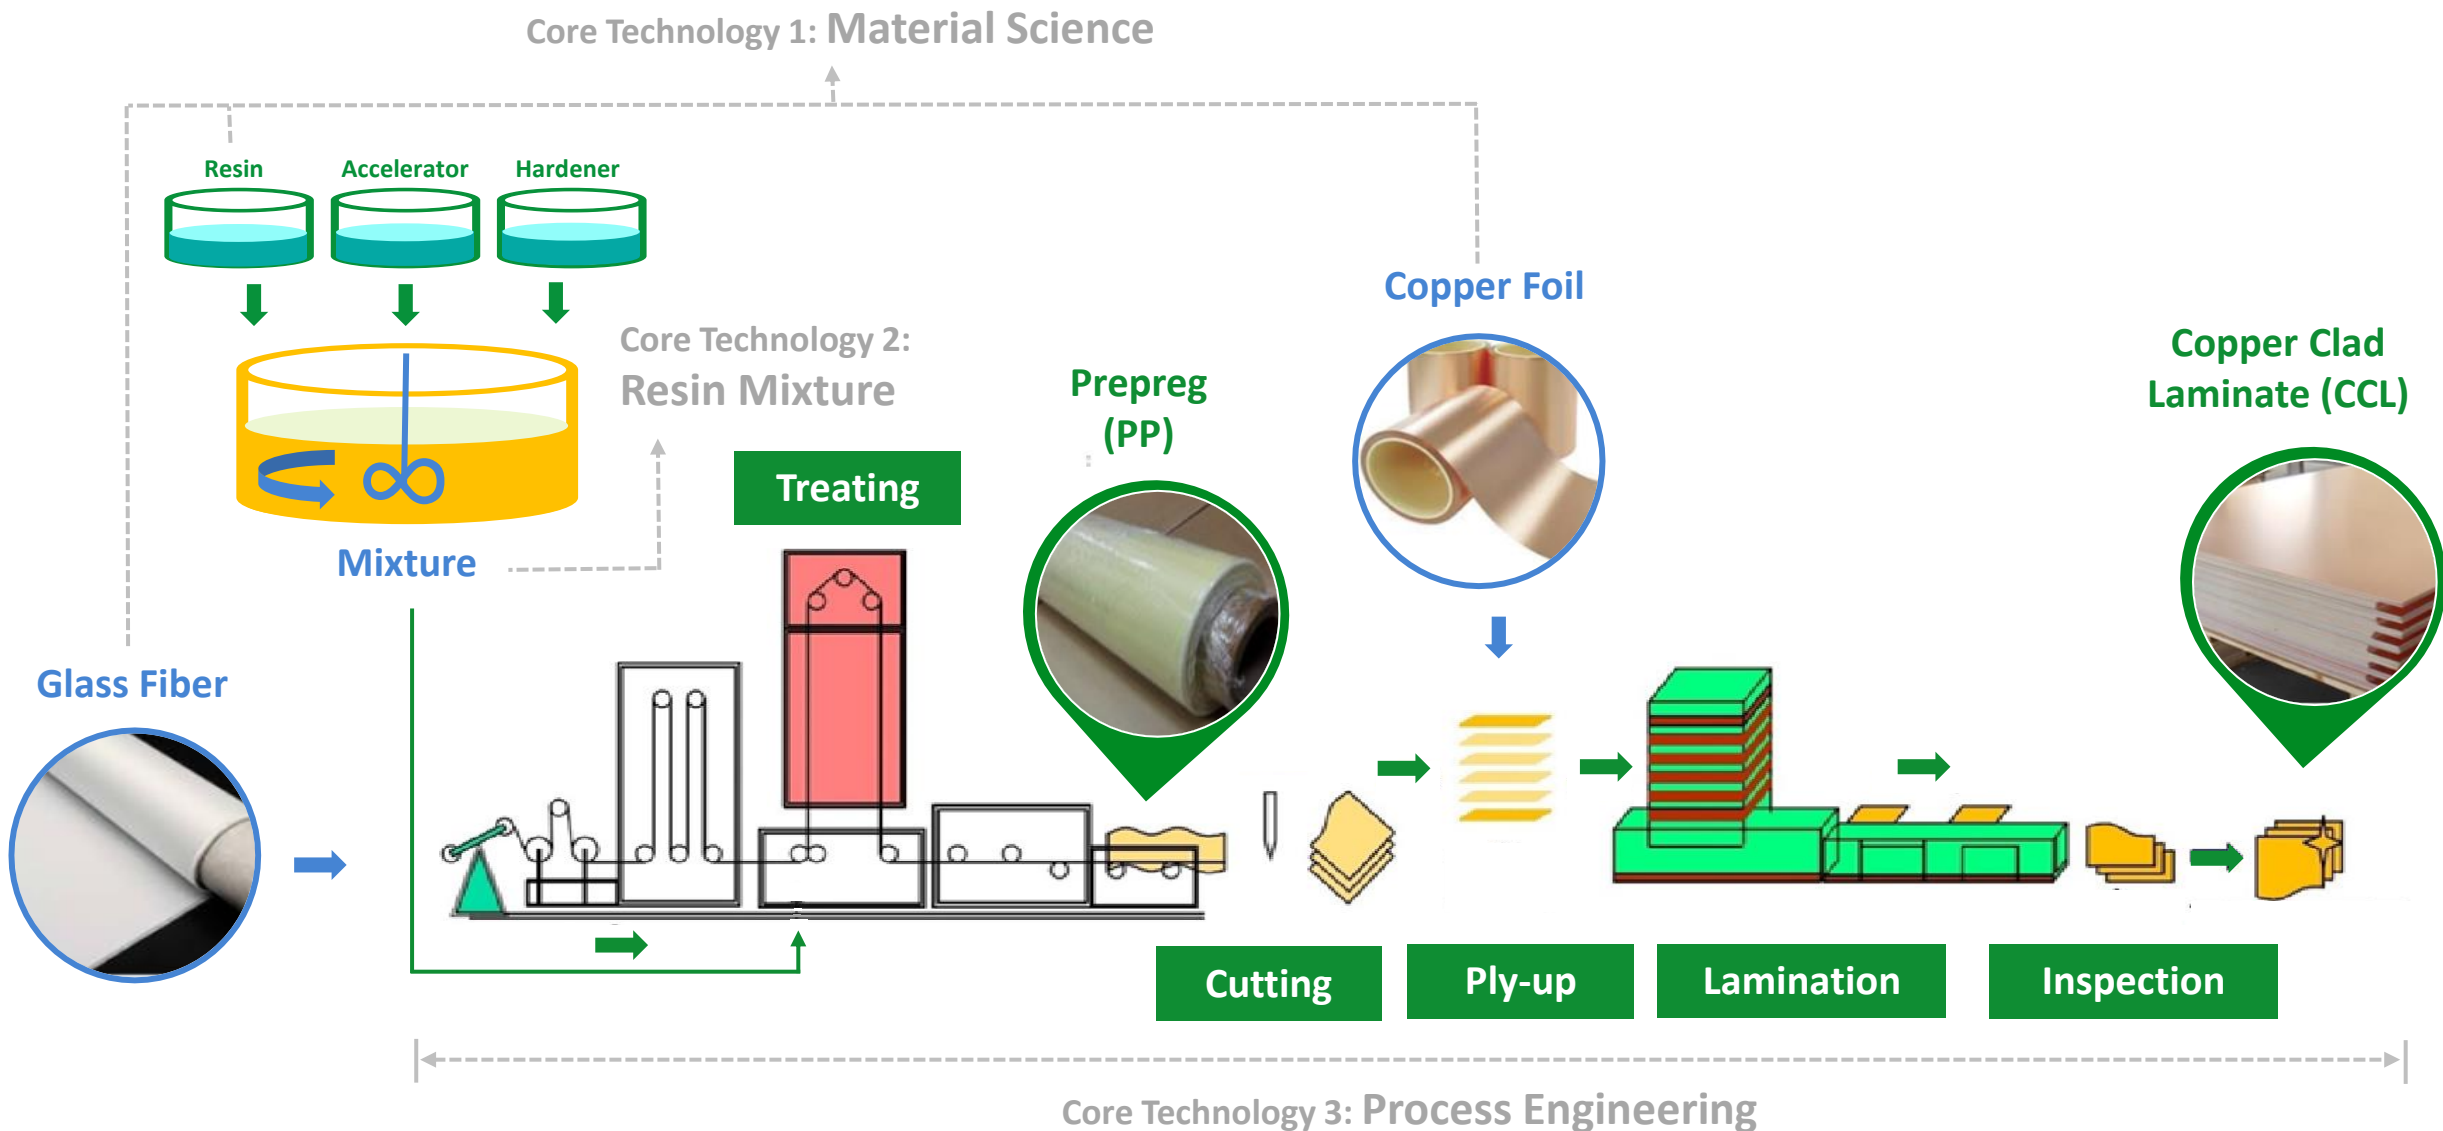 Core Technology 1: Material Science
Resin
Accelerator
Hardener
Copper Foil
Core Technology 2:
Resin Mixture
Copper Clad
Laminate (CCL)
Prepreg
(PP)
Treating
Mixture
Glass Fiber
Cutting
Ply-up
Lamination
Inspection
Core Technology 3: Process Engineering